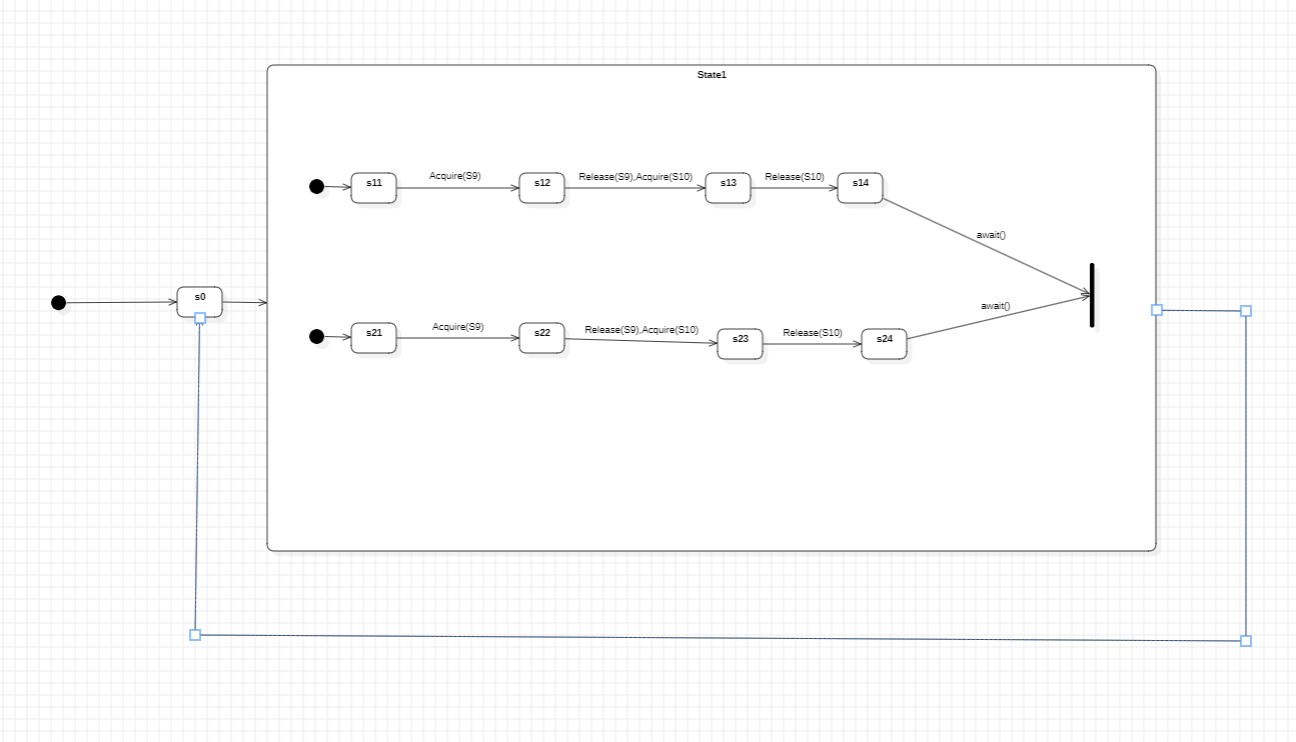 State1
s11
Acquire(S9)
s12
Release(S9),Acquire(S10)
s13
Release(S10)
s14
await()
s0
await()
s21
Acquire(S9)
s22
Release(S9),Acquire(S10)
s23
Release(S10)
s24